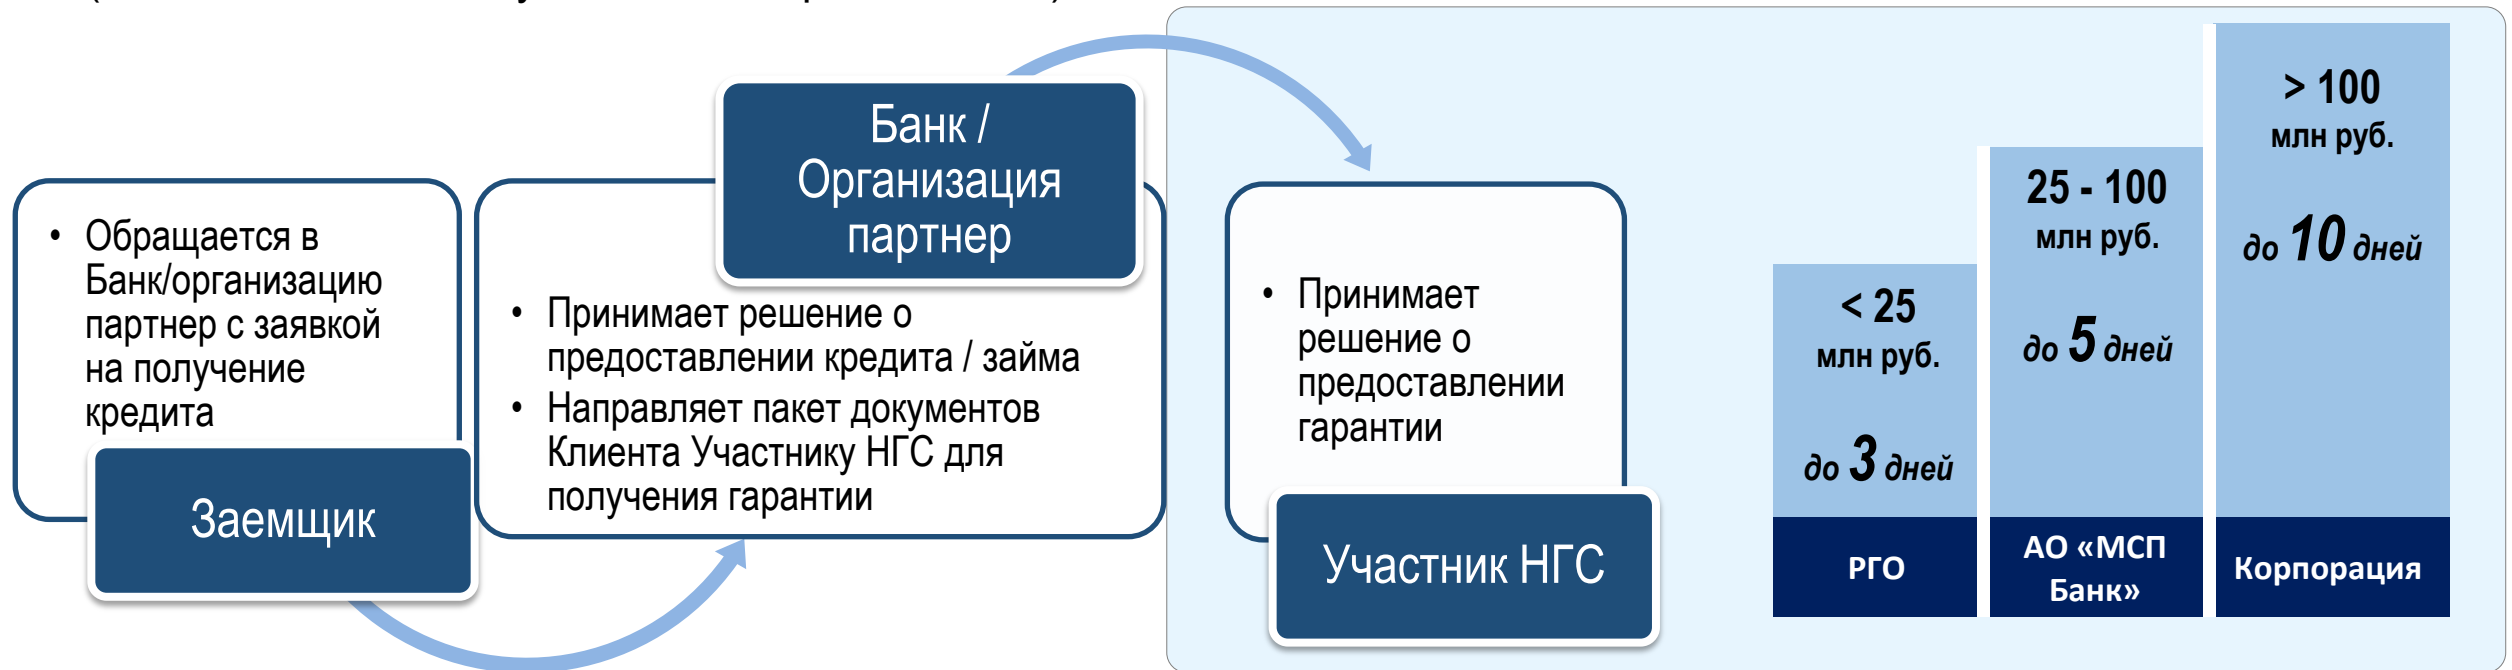 • Обращается в
Банк/организацию
партнер с заявкой
на получение
кредита
Заемщик
Банк /
Организация
партнер
• Принимает решение о
предоставлении кредита / займа
• Направляет пакет документов
Клиента Участнику НГС для
получения гарантии
• Принимает
решение о
предоставлении
гарантии
Участник НГС
< 25
млн руб.
до 3 дней
РГО
25 - 100
млн руб.
до 5 дней
АО «МСП
Банк»
> 100
млн руб.
до 10 дней
Корпорация